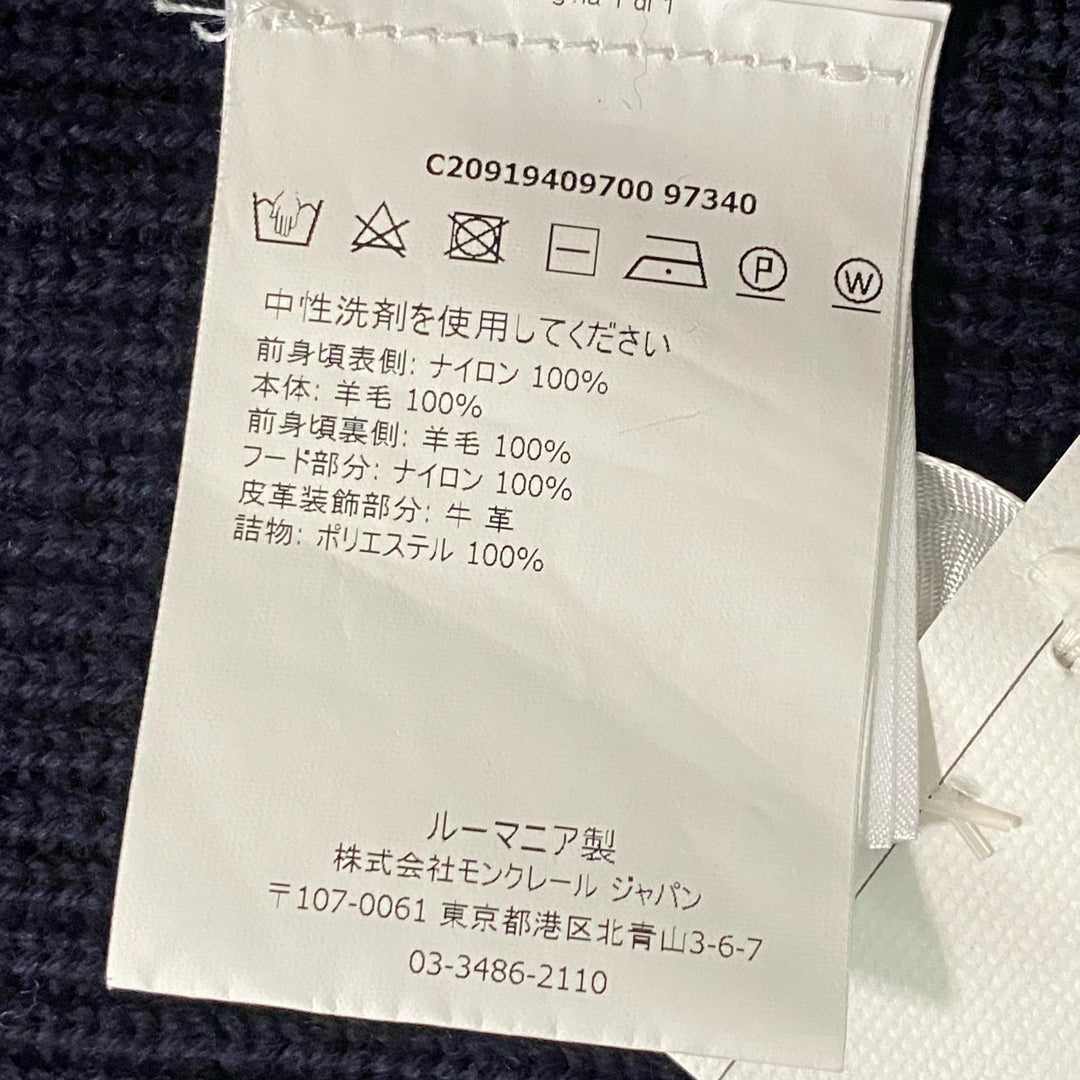 C20919409700 97340
P W
中性洗剤を使用してください
前身頃表側: ナイロン 100%
本体: 羊毛 100%
前身頃裏側: 羊毛 100%
フード部分: ナイロン 100%
皮革装飾部分: 牛 革
詰物: ポリエステル 100%
ルーマニア製
株式会社モンクレール ジャパン
〒107-0061 東京都港区北青山3-6-7
03-3486-2110